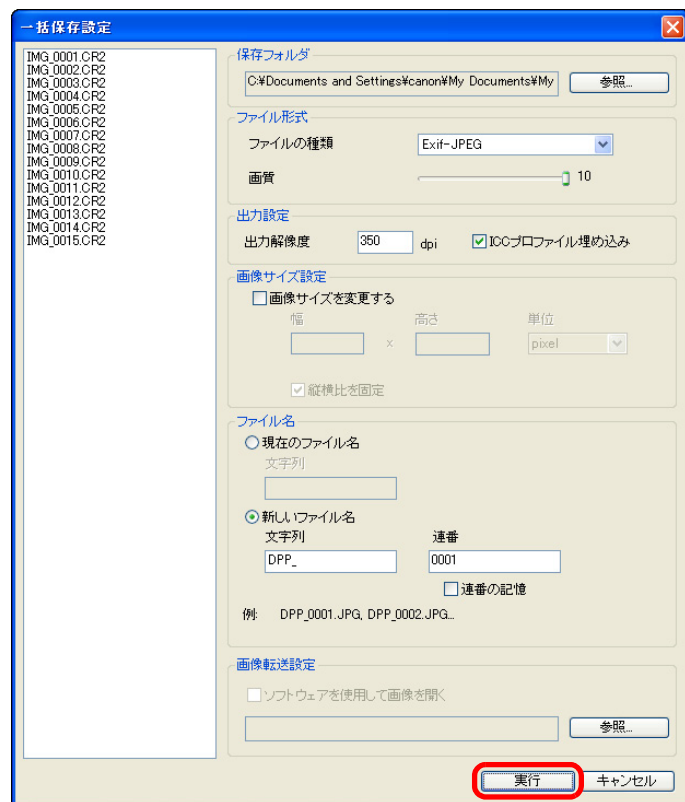 一括保存設定
IMG_0001.CR2
IMG_0002.CR2
IMG_0003.CR2
IMG_0004.CR2
IMG_0005.CR2
IMG_0006.CR2
IMG_0007.CR2
IMG_0008.CR2
IMG_0009.CR2
IMG_0010.CR2
IMG_0011.CR2
IMG_0012.CR2
IMG_0013.CR2
IMG_0014.CR2
IMG_0015.CR2
保存フォルダ
C:¥Documents and Settings¥canon¥My Documents¥My 参照...
ファイル形式
ファイルの種類 Exif-JPEG
画質 10
出力設定
出力解像度 350 dpi ICCプロファイル埋め込み
画像サイズ設定
画像サイズを変更する
幅 高さ 単位
x pixel
縦横比を固定
ファイル名
現在のファイル名
文字列
新しいファイル名
文字列 連番
DPP_ 0001
連番の記憶
例: DPP_0001.JPG, DPP_0002.JPG...
画像転送設定
ソフトウェアを使用して画像を開く
参照...
実行 キャンセル